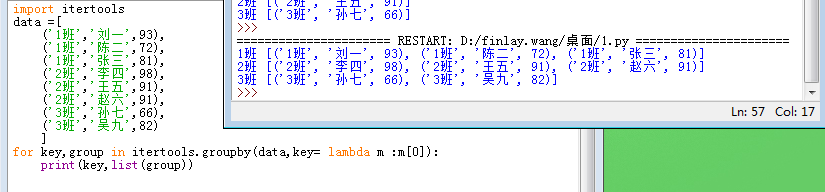 import itertools
data =[
('1班','刘一',93),
('1班','陈二',72),
('1班','张三',81),
('2班','李四',98),
('2班','王五',91),
('2班','赵六',91),
('3班','孙七',66),
('3班','吴九',82)
]
for key,group in itertools.groupby(data,key= lambda m :m[0]):
print(key,list(group))
2班 [('2班', '王五', 91)]
3班 [('3班', '孙七', 66)]
>>>
====================== RESTART: D:/finlay.wang/桌面/1.py ======================
1班 [('1班', '刘一', 93), ('1班', '陈二', 72), ('1班', '张三', 81)]
2班 [('2班', '李四', 98), ('2班', '王五', 91), ('2班', '赵六', 91)]
3班 [('3班', '孙七', 66), ('3班', '吴九', 82)]
>>>
Ln: 57 Col: 17